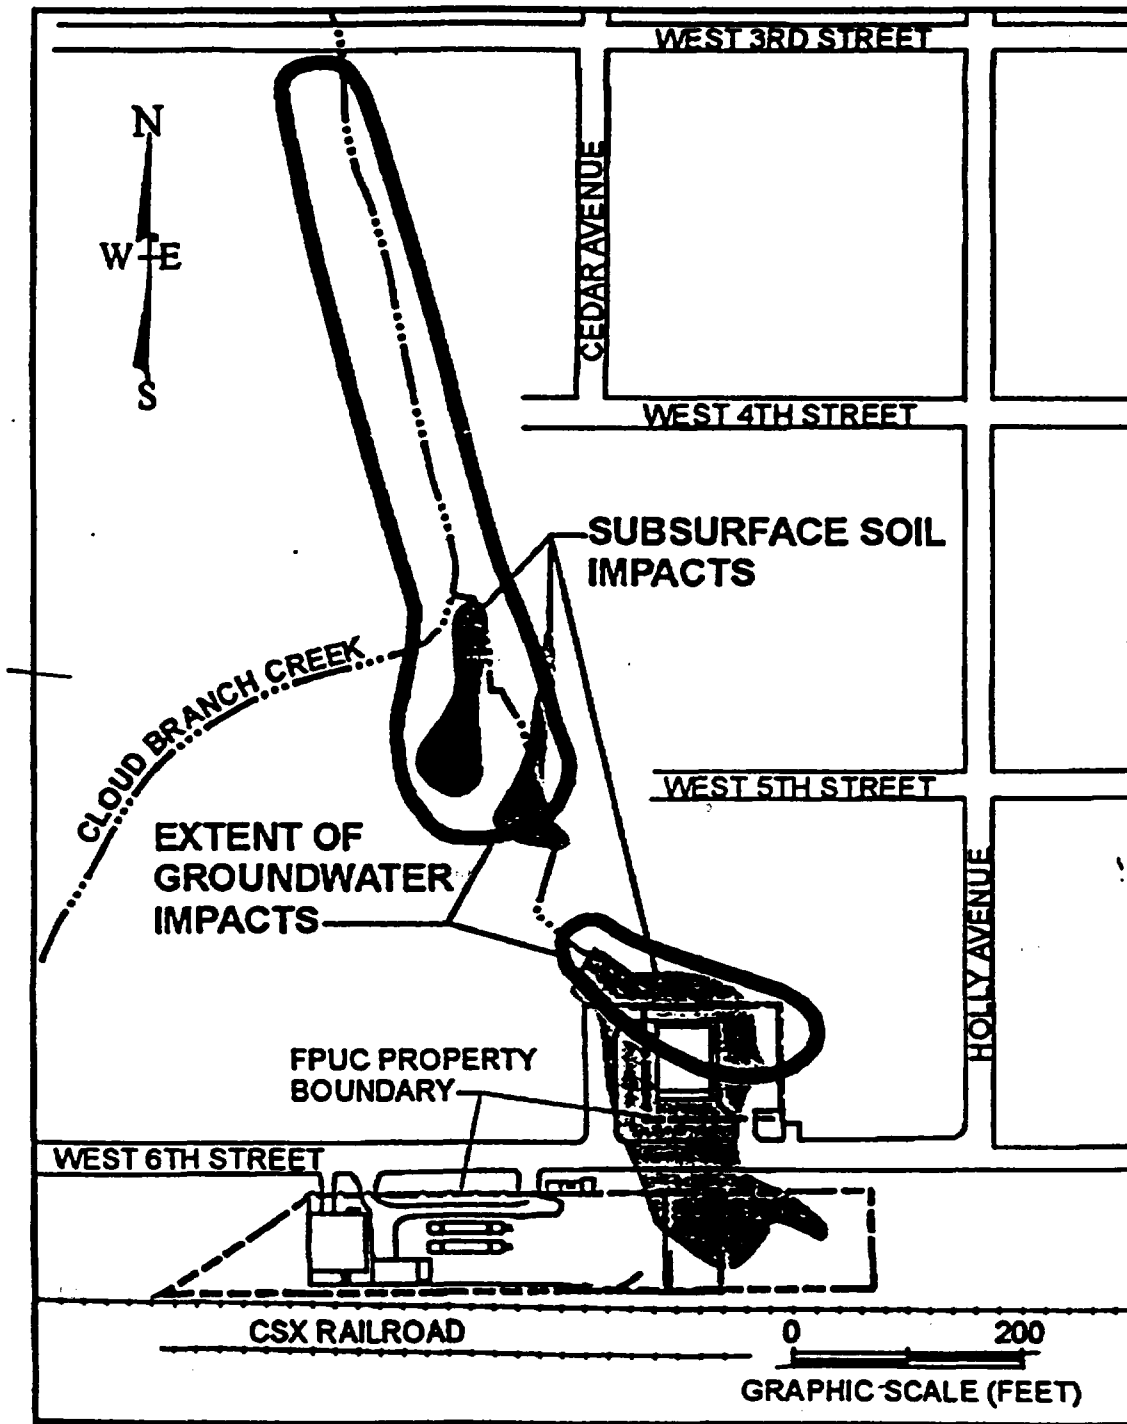 WEST 3RD STREET
N
W E
S
CEDAR AVENUE
WEST 4TH STREET
SUBSURFACE SOIL
IMPACTS
CLOUD BRANCH CREEK
WEST 5TH STREET
EXTENT OF
GROUNDWATER
IMPACTS
HOLLY AVENUE
FPUC PROPERTY
BOUNDARY
WEST 6TH STREET
CSX RAILROAD
0 200
GRAPHIC SCALE (FEET)